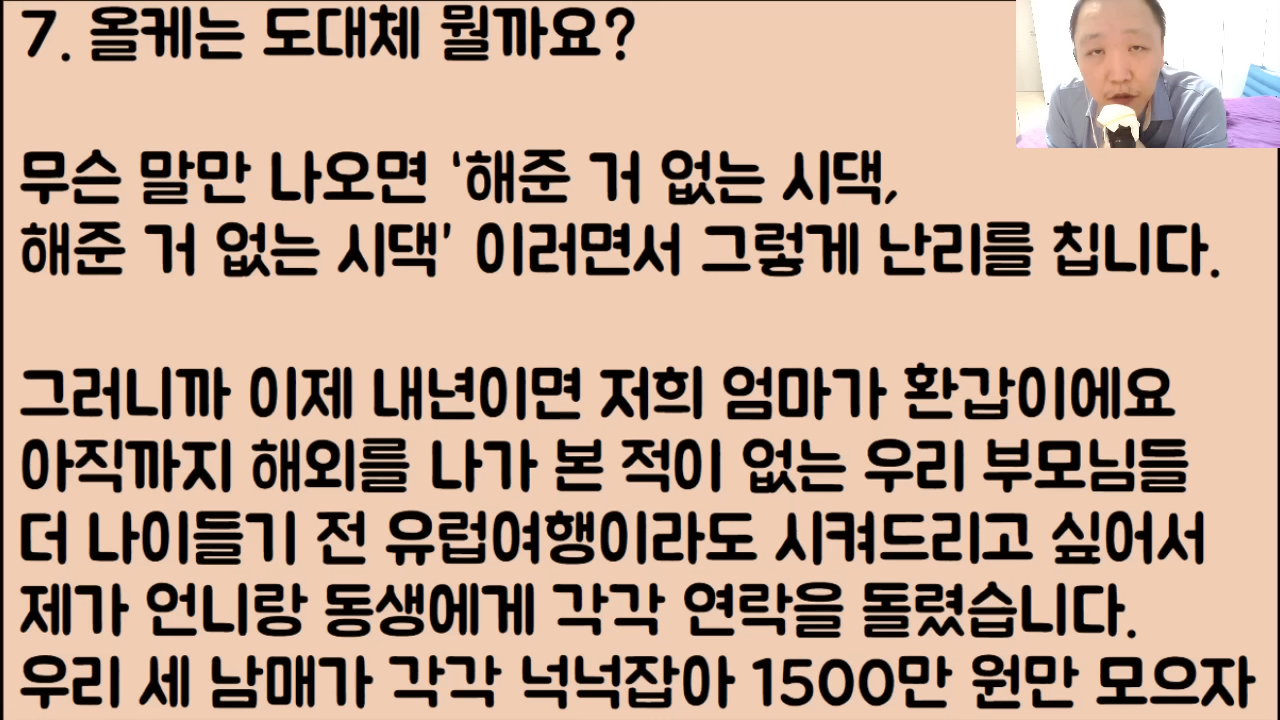 7. 올케는 도대체 뭘까요?
무슨 말만 나오면 '해준 거 없는 시댁,
해준 거 없는 시댁' 이러면서 그렇게 난리를 칩니다.
그러니까 이제 내년이면 저희 엄마가 환갑이에요
아직까지 해외를 나가 본 적이 없는 우리 부모님들
더 나이들기 전 유럽여행이라도 시켜드리고 싶어서
제가 언니랑 동생에게 각각 연락을 돌렸습니다.
우리 세 남매가 각각 넉넉잡아 1500만 원만 모으자